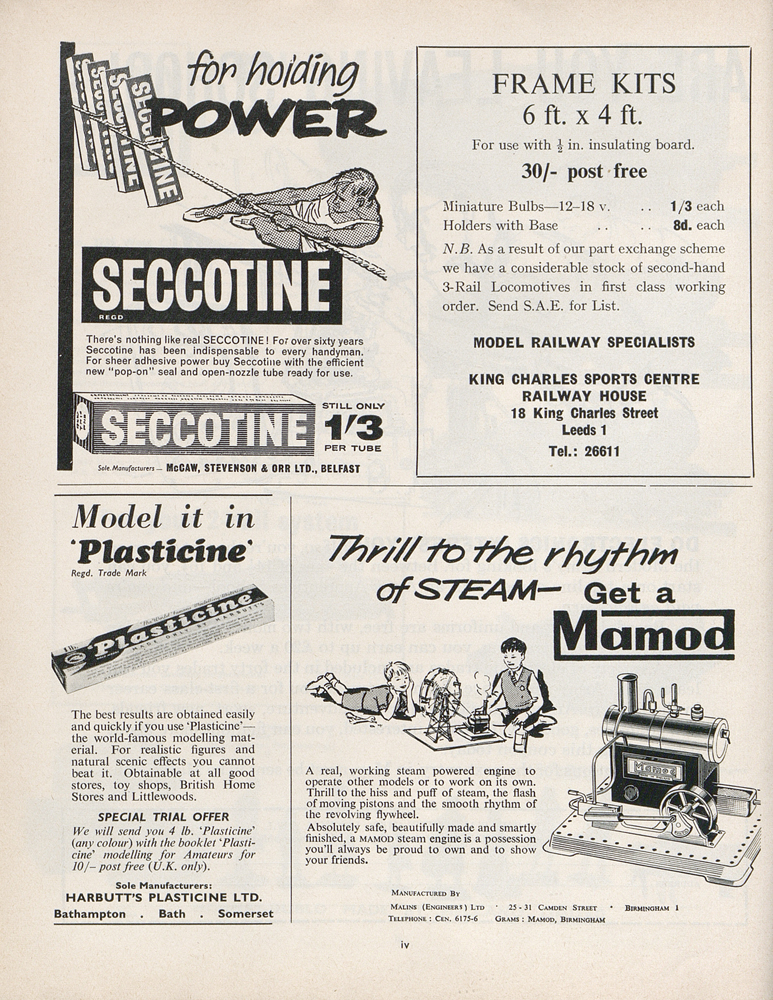 SECCOTINE
SECCOTINE
SECCOTINE
SECCOTINE
for holding
POWER
SECCOTINE
REGD
There's nothing like real SECCOTINE! For over sixty years
Seccotine has been indispensable to every handyman.
For sheer adhesive power buy Seccotine with the efficient
new "pop-on" seal and open-nozzle tube ready for use.
SECCOTINE
STILL ONLY
1/3
PER TUBE
Sole Manufacturers — McCAW, STEVENSON & ORR LTD., BELFAST
FRAME KITS
6 ft. x 4 ft.
For use with ½ in. insulating board.
30/- post free
Miniature Bulbs—12–18 v. .. 1/3 each
Holders with Base .. .. 8d. each
N.B. As a result of our part exchange scheme
we have a considerable stock of second-hand
3-Rail Locomotives in first class working
order. Send S.A.E. for List.
MODEL RAILWAY SPECIALISTS
KING CHARLES SPORTS CENTRE
RAILWAY HOUSE
18 King Charles Street
Leeds 1
Tel.: 26611
Model it in
'Plasticine'
Regd. Trade Mark
1 lb.
Plasticine
MADE ONLY BY HARBUTT'S
The best results are obtained easily
and quickly if you use 'Plasticine'—
the world-famous modelling mat-
erial. For realistic figures and
natural scenic effects you cannot
beat it. Obtainable at all good
stores, toy shops, British Home
Stores and Littlewoods.
SPECIAL TRIAL OFFER
We will send you 4 lb. 'Plasticine'
(any colour) with the booklet 'Plasti-
cine' modelling for Amateurs for
10/- post free (U.K. only).
Sole Manufacturers:
HARBUTT'S PLASTICINE LTD.
Bathampton . Bath . Somerset
Thrill to the rhythm
of STEAM— Get a
Mamod
Mamod
A real, working steam powered engine to
operate other models or to work on its own.
Thrill to the hiss and puff of steam, the flash
of moving pistons and the smooth rhythm of
the revolving flywheel.
Absolutely safe, beautifully made and smartly
finished, a MAMOD steam engine is a possession
you'll always be proud to own and to show
your friends.
MANUFACTURED BY
MALINS (ENGINEERS) LTD · 25-31 CAMDEN STREET · BIRMINGHAM 1
TELEPHONE: CEN. 6175-6 GRAMS: MAMOD, BIRMINGHAM
iv